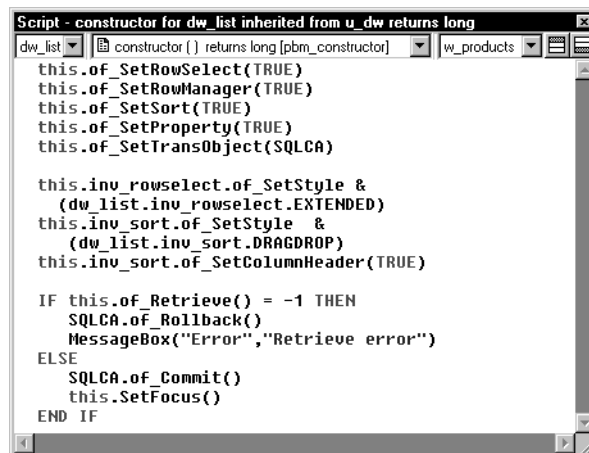 Script - constructor for dw_list inherited from u_dw returns long
dw_list constructor ( ) returns long [pbm_constructor] w_products
this.of_SetRowSelect(TRUE)
this.of_SetRowManager(TRUE)
this.of_SetSort(TRUE)
this.of_SetProperty(TRUE)
this.of_SetTransObject(SQLCA)
this.inv_rowselect.of_SetStyle &
(dw_list.inv_rowselect.EXTENDED)
this.inv_sort.of_SetStyle &
(dw_list.inv_sort.DRAGDROP)
this.inv_sort.of_SetColumnHeader(TRUE)
IF this.of_Retrieve() = -1 THEN
SQLCA.of_Rollback()
MessageBox("Error","Retrieve error")
ELSE
SQLCA.of_Commit()
this.SetFocus()
END IF